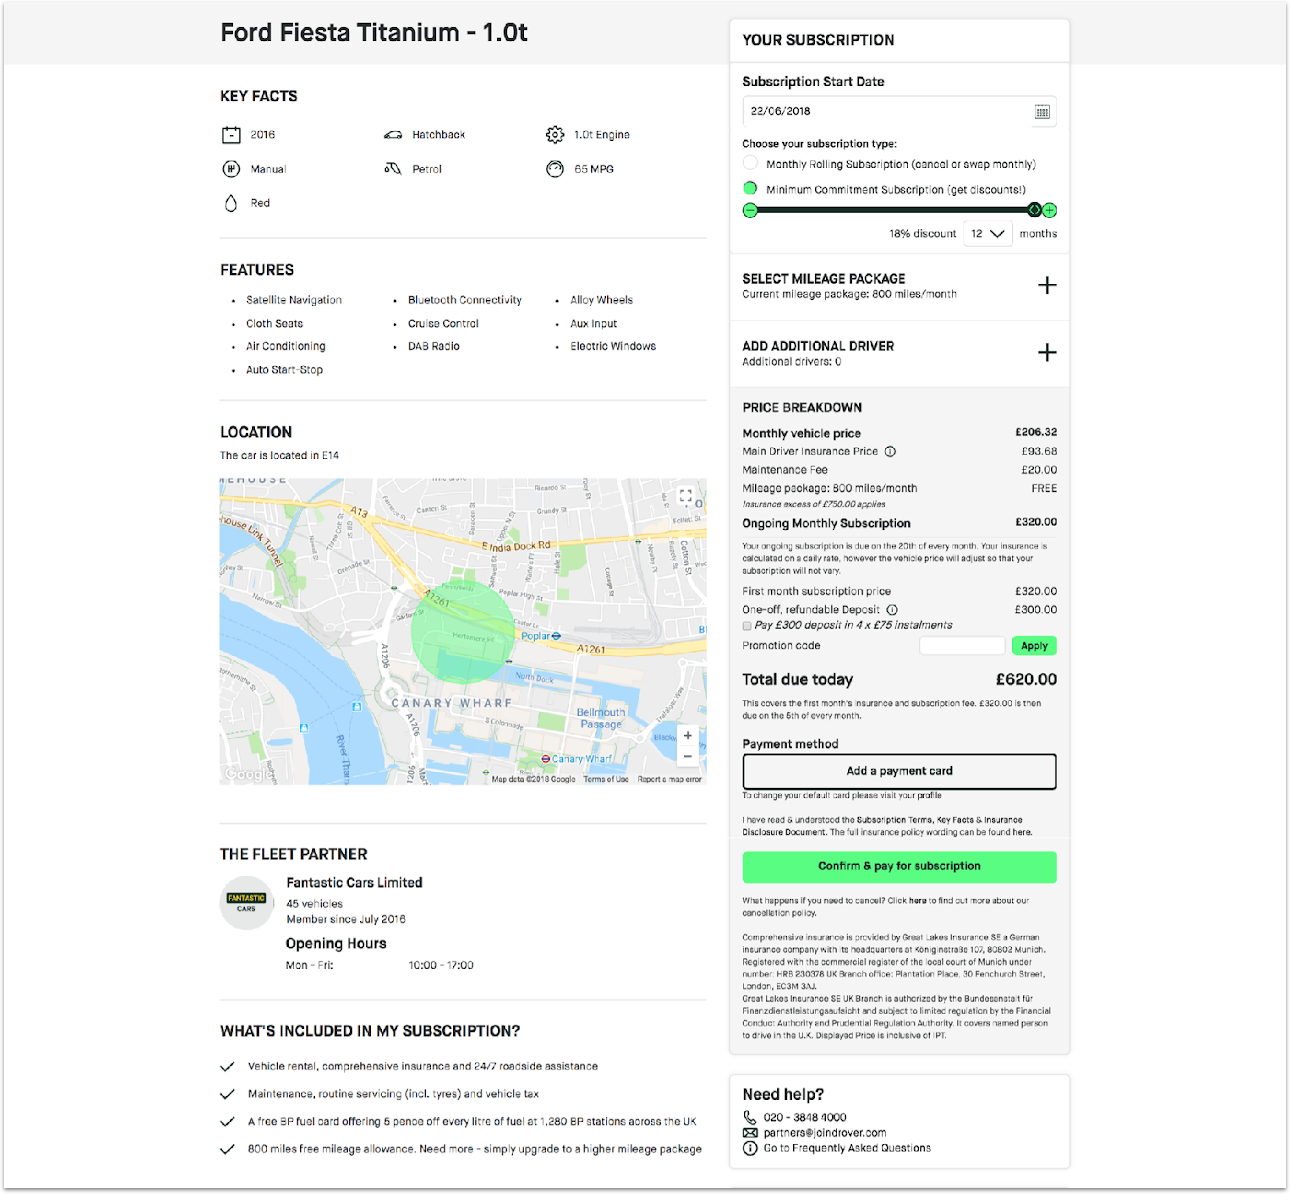 Ford Fiesta Titanium - 1.0t
KEY FACTS
2016
Hatchback
1.0t Engine
Manual
Petrol
65 MPG
Red
FEATURES
Satellite Navigation
Bluetooth Connectivity
Alloy Wheels
Cloth Seats
Cruise Control
Aux Input
Air Conditioning
DAB Radio
Electric Windows
Auto Start-Stop
LOCATION
The car is located in E14
A13
E India Dock Rd
A1261
Poplar High St
Poplar
A1261
A1206
North Dock
CANARY WHARF
Bellmouth
Passage
A1206
Canary Wharf
Google
Map data ©2018 Google
Terms of Use
Report a map error
THE FLEET PARTNER
FANTASTIC
CARS
Fantastic Cars Limited
45 vehicles
Member since July 2016
Opening Hours
Mon - Fri: 10:00 - 17:00
WHAT'S INCLUDED IN MY SUBSCRIPTION?
Vehicle rental, comprehensive insurance and 24/7 roadside assistance
Maintenance, routine servicing (incl. tyres) and vehicle tax
A free BP fuel card offering 5 pence off every litre of fuel at 1,280 BP stations across the UK
800 miles free mileage allowance. Need more - simply upgrade to a higher mileage package
YOUR SUBSCRIPTION
Subscription Start Date
22/06/2018
Choose your subscription type:
Monthly Rolling Subscription (cancel or swap monthly)
Minimum Commitment Subscription (get discounts!)
18% discount 12 months
SELECT MILEAGE PACKAGE
Current mileage package: 800 miles/month
ADD ADDITIONAL DRIVER
Additional drivers: 0
PRICE BREAKDOWN
Monthly vehicle price £206.32
Main Driver Insurance Price £93.68
Maintenance Fee £20.00
Mileage package: 800 miles/month FREE
Insurance excess of £750.00 applies
Ongoing Monthly Subscription £320.00
Your ongoing subscription is due on the 20th of every month. Your insurance is
calculated on a daily rate, however the vehicle price will adjust so that your
subscription will not vary.
First month subscription price £320.00
One-off, refundable Deposit £300.00
Pay £300 deposit in 4 x £75 instalments
Promotion code Apply
Total due today £620.00
This covers the first month's insurance and subscription fee. £320.00 is then
due on the 5th of every month.
Payment method
Add a payment card
To change your default card please visit your profile
I have read & understood the Subscription Terms, Key Facts & Insurance
Disclosure Document. The full insurance policy wording can be found here.
Confirm & pay for subscription
What happens if you need to cancel? Click here to find out more about our
cancellation policy.
Comprehensive insurance is provided by Great Lakes Insurance SE a German
insurance company with its headquarters at Königinstraße 107, 80802 Munich.
Registered with the commercial register of the local court of Munich under
number: HRB 230378 UK Branch office: Plantation Place, 30 Fenchurch Street,
London, EC3M 3AJ.
Great Lakes Insurance SE UK Branch is authorized by the Bundesanstalt für
Finanzdienstleistungsaufsicht and subject to limited regulation by the Financial
Conduct Authority and Prudential Regulation Authority. It covers named person
to drive in the U.K. Displayed Price is inclusive of IPT.
Need help?
020 - 3848 4000
partners@joindrover.com
Go to Frequently Asked Questions